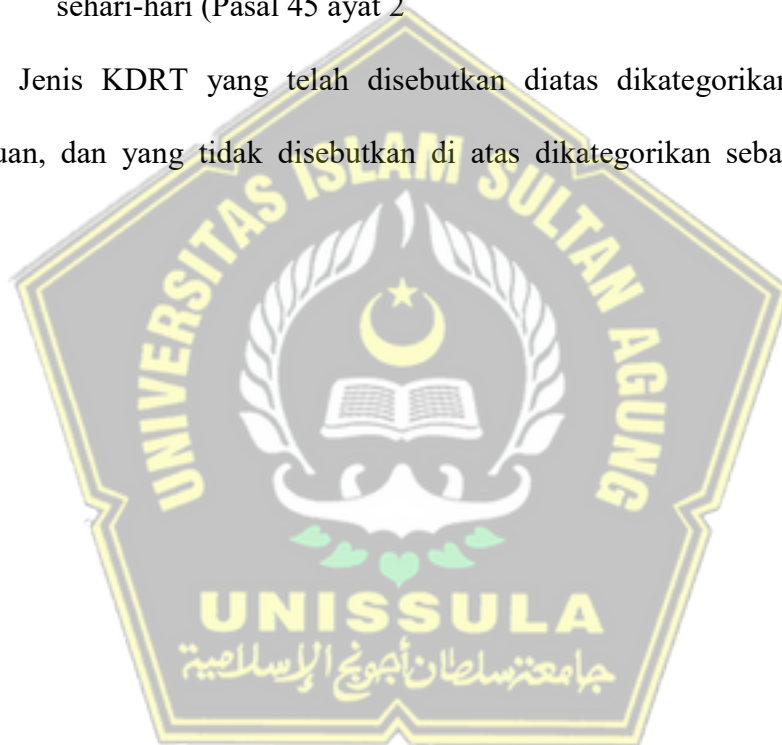 sehari-hari (Pasal 45 ayat 2
Jenis KDRT yang telah disebutkan diatas dikategorikan
uan, dan yang tidak disebutkan di atas dikategorikan seba
UNIVERSITAS ISLAM SULTAN AGUNG
UNISSULA
جامعة سلطان أجونج الإسلامية